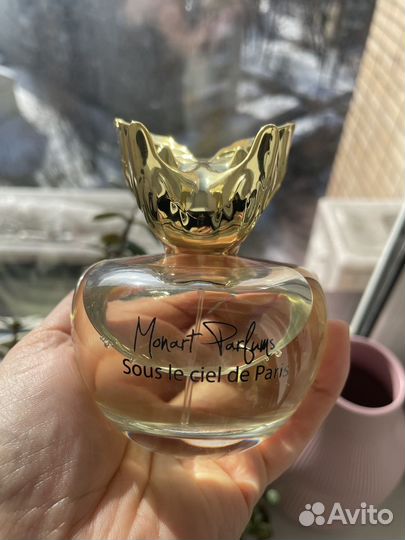 Monart Parfums
Sous le ciel de Paris
Avito